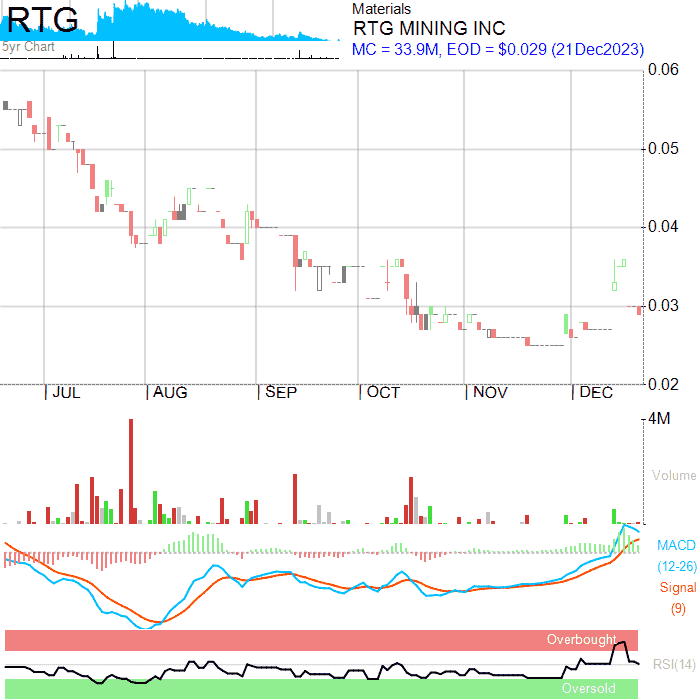 RTG
5yr Chart
Materials
RTG MINING INC
MC = 33.9M, EOD = $0.029 (21Dec2023)
0.06
0.05
0.04
0.03
0.02
JUL AUG SEP OCT NOV DEC
4M
Volume
MACD
(12-26)
Signal
(9)
Overbought
RSI(14)
Oversold